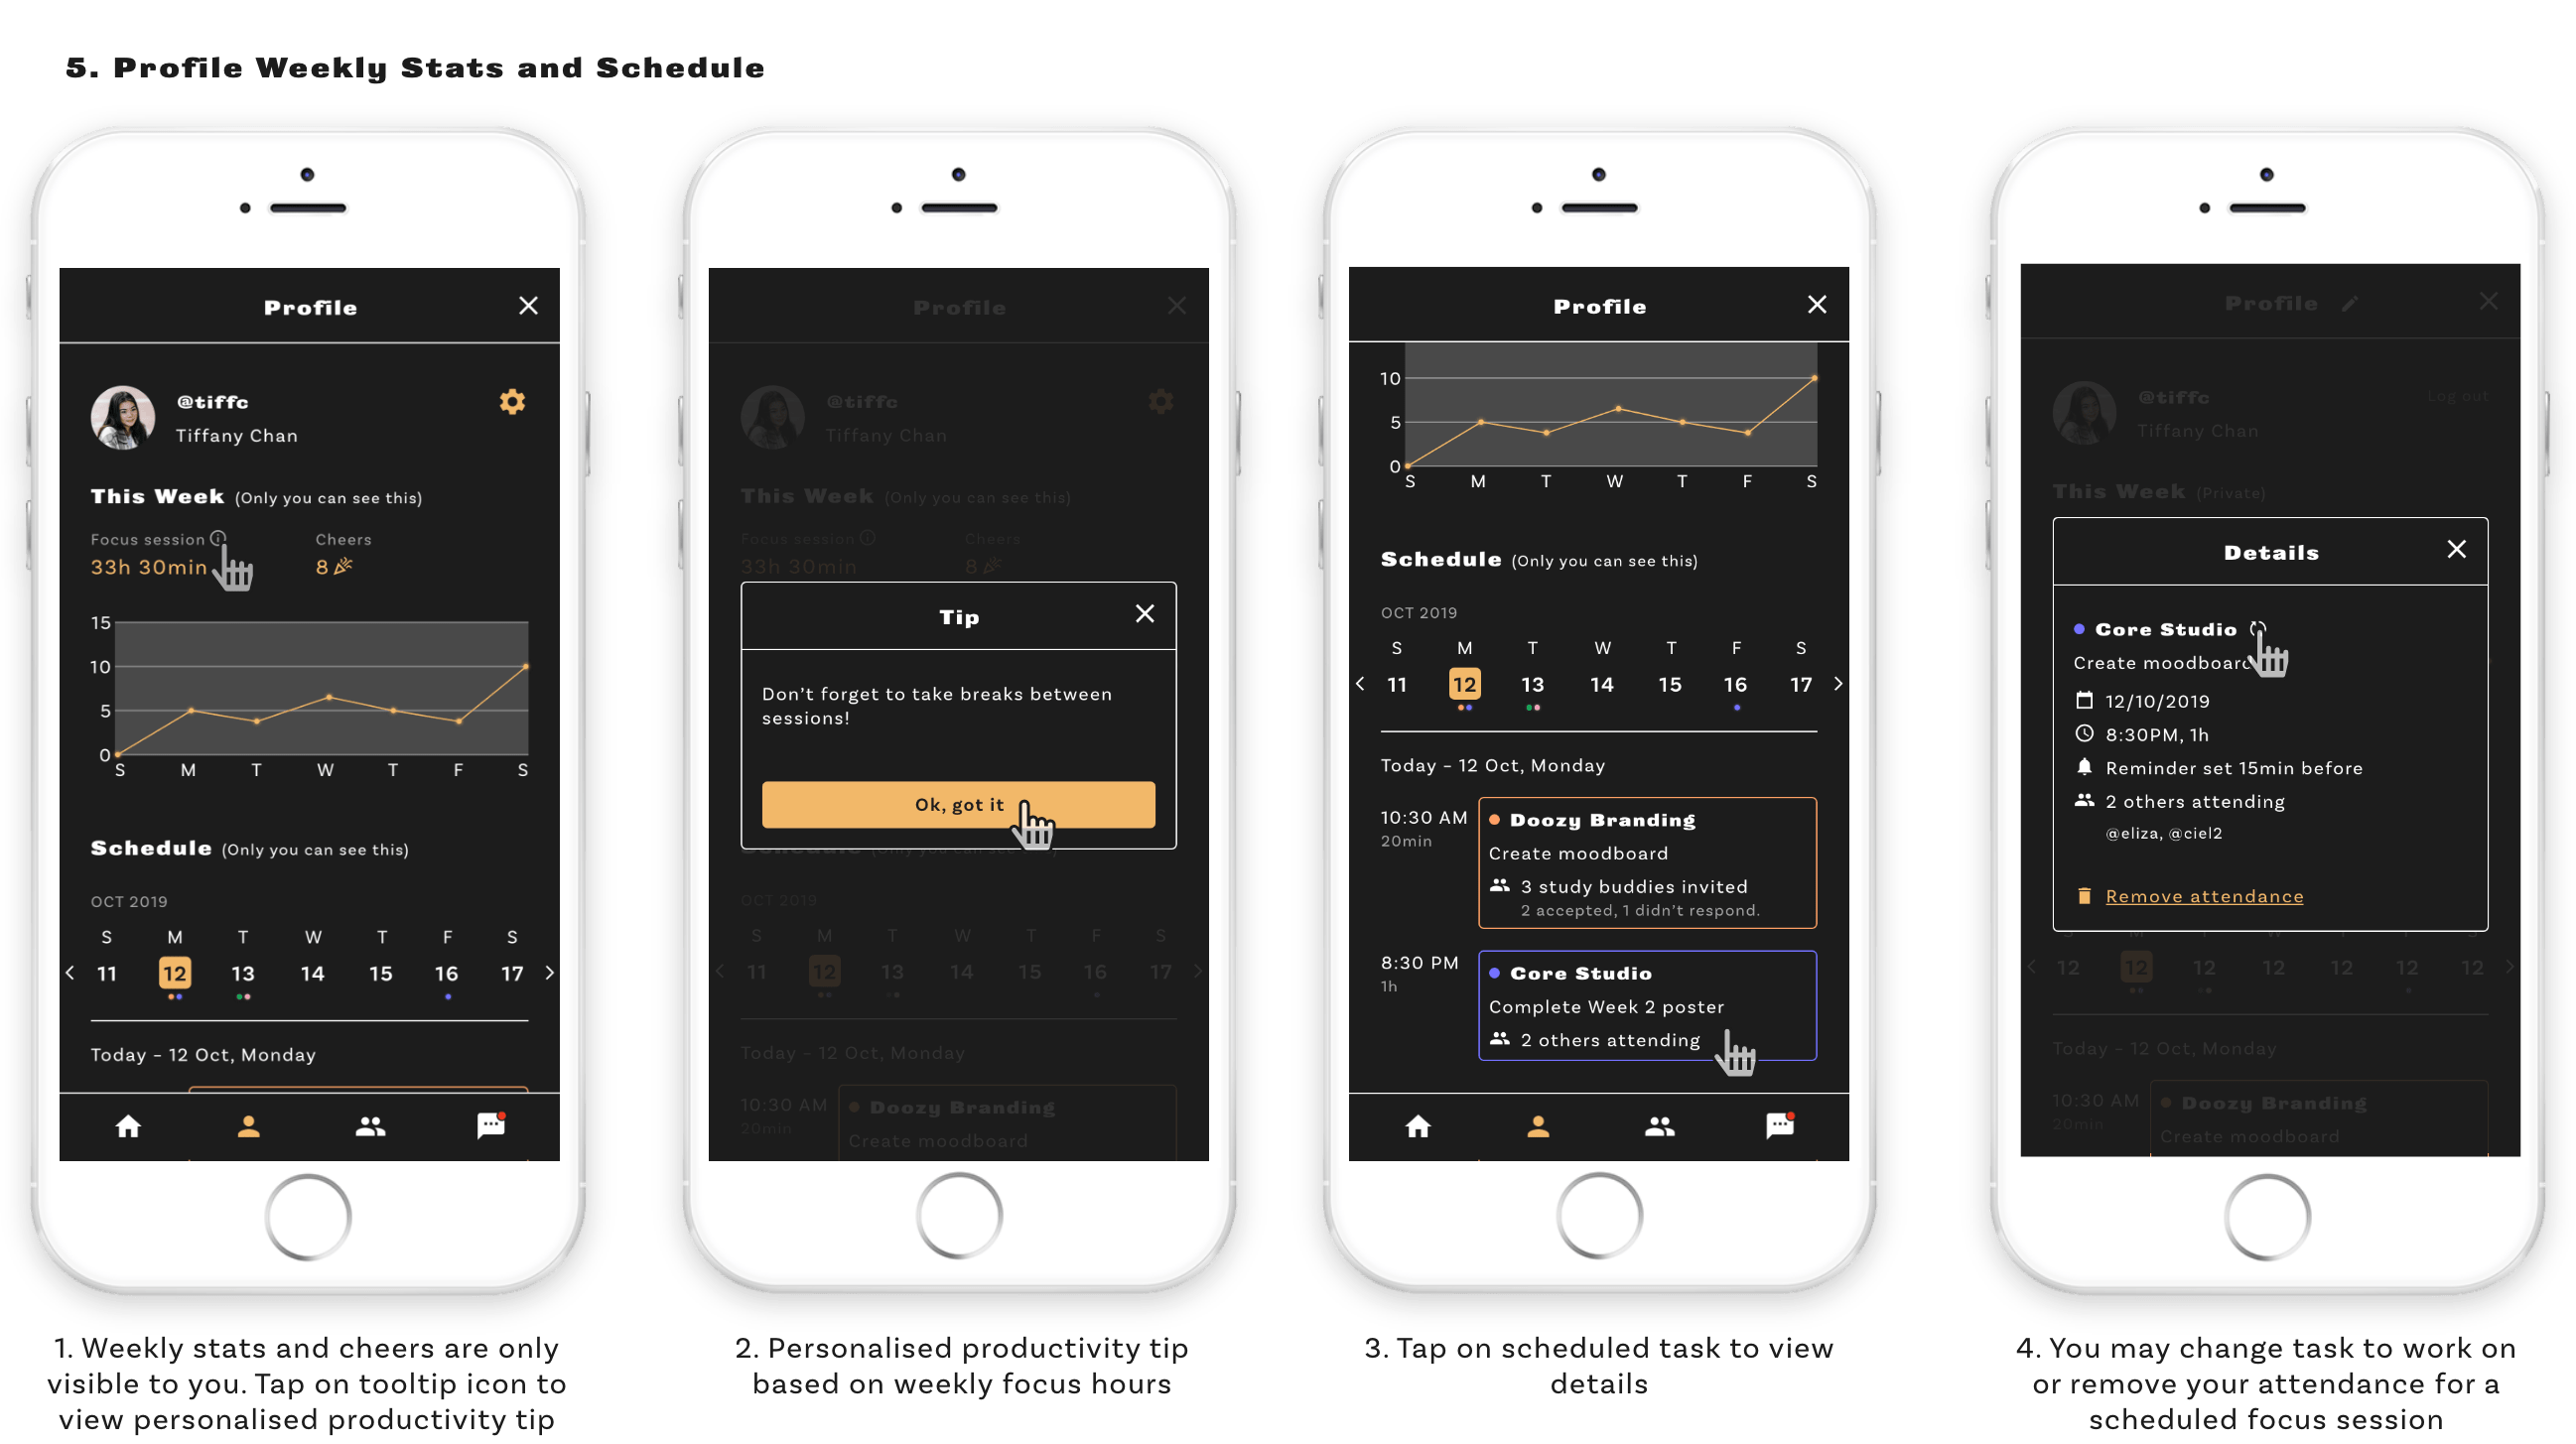 5. Profile Weekly Stats and Schedule
Profile
@tiffc
Tiffany Chan
This Week (Only you can see this)
Focus session
Cheers
33h 30min
8
15
10
5
0
S M T W T F S
Schedule (Only you can see this)
OCT 2019
S M T W T F S
11 12 13 14 15 16 17
Today – 12 Oct, Monday
1. Weekly stats and cheers are only
visible to you. Tap on tooltip icon to
view personalised productivity tip
Profile
@tiffc
Tiffany Chan
This Week (Only you can see this)
Focus session
Cheers
33h 30min
8
Tip
Don't forget to take breaks between
sessions!
Ok, got it
Schedule (Only you can see this)
OCT 2019
S M T W T F S
11 12 13 14 15 16 17
Today – 12 Oct, Monday
10:30 AM
20min
Doozy Branding
Create moodboard
2. Personalised productivity tip
based on weekly focus hours
Profile
10
5
0
S M T W T F S
Schedule (Only you can see this)
OCT 2019
S M T W T F S
11 12 13 14 15 16 17
Today – 12 Oct, Monday
10:30 AM
20min
Doozy Branding
Create moodboard
3 study buddies invited
2 accepted, 1 didn't respond.
8:30 PM
1h
Core Studio
Complete Week 2 poster
2 others attending
3. Tap on scheduled task to view
details
Profile
@tiffc
Tiffany Chan
Log out
This Week (Private)
Details
Core Studio
Create moodboard
12/10/2019
8:30PM, 1h
Reminder set 15min before
2 others attending
@eliza, @ciel2
Remove attendance
12 12 12 12 12 12 12
Today – 12 Oct, Monday
10:30 AM
20min
Doozy Branding
Create moodboard
4. You may change task to work on
or remove your attendance for a
scheduled focus session